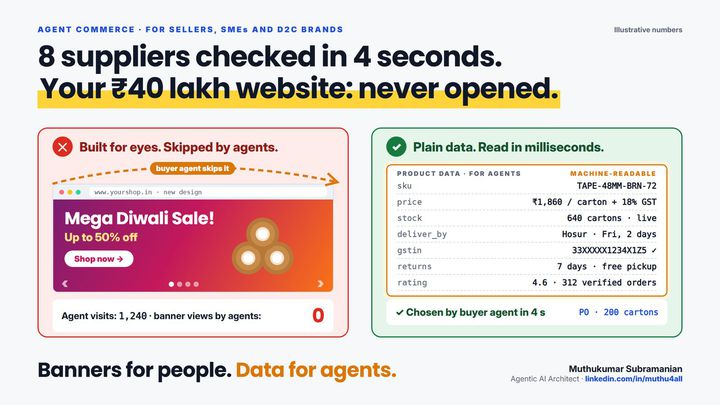 AGENT COMMERCE · FOR SELLERS, SMEs AND D2C BRANDS
Illustrative numbers
8 suppliers checked in 4 seconds.
Your ₹40 lakh website: never opened.
Built for eyes. Skipped by agents.
buyer agent skips it
www.yourshop.in · new design
Mega Diwali Sale!
Up to 50% off
Shop now →
Agent visits: 1,240 · banner views by agents: 0
Plain data. Read in milliseconds.
PRODUCT DATA · FOR AGENTS MACHINE-READABLE
sku TAPE-48MM-BRN-72
price ₹1,860 / carton + 18% GST
stock 640 cartons · live
deliver_by Hosur · Fri, 2 days
gstin 33XXXXX1234X1Z5 ✓
returns 7 days · free pickup
rating 4.6 · 312 verified orders
✓ Chosen by buyer agent in 4 s PO · 200 cartons
Banners for people. Data for agents.
Muthukumar Subramanian
Agentic AI Architect · linkedin.com/in/muthu4all